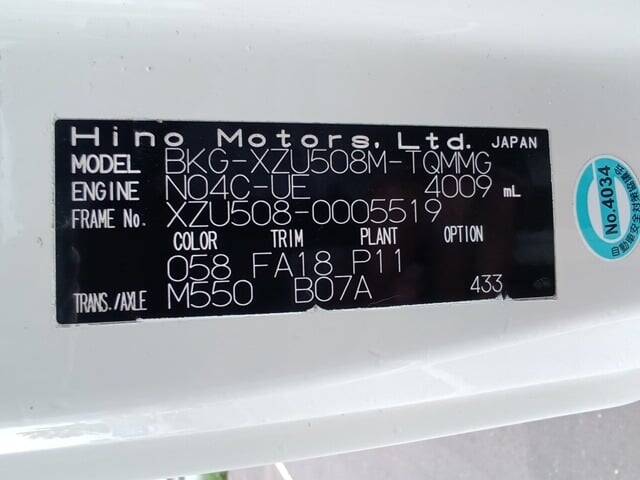 Hino Motors, Ltd. JAPAN
MODEL BKG-XZU508M-TQMMG
ENGINE N04C-UE 4009 mL
FRAME No. XZU508-0005519
COLOR TRIM PLANT OPTION
058 FA18 P11
TRANS./AXLE M550 B07A 433
No.4034